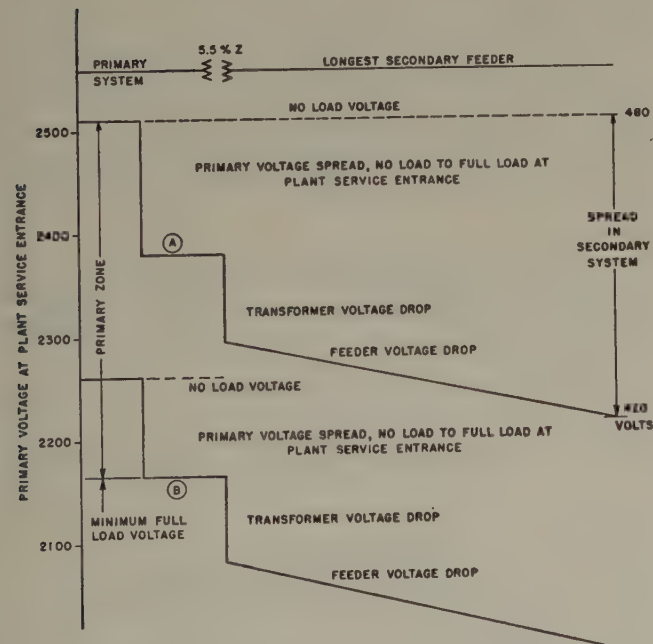 5.5 % Z
PRIMARY
SYSTEM
LONGEST SECONDARY FEEDER
NO LOAD VOLTAGE
480
2500
PRIMARY VOLTAGE SPREAD, NO LOAD TO FULL LOAD AT
PLANT SERVICE ENTRANCE
A
2400
SPREAD
IN
SECONDARY
SYSTEM
PRIMARY VOLTAGE AT PLANT SERVICE ENTRANCE
PRIMARY ZONE
TRANSFORMER VOLTAGE DROP
2300
FEEDER VOLTAGE DROP
NO LOAD VOLTAGE
VOLTS
2200
PRIMARY VOLTAGE SPREAD, NO LOAD TO FULL LOAD AT
PLANT SERVICE ENTRANCE
B
MINIMUM FULL
LOAD VOLTAGE
TRANSFORMER VOLTAGE DROP
2100
FEEDER VOLTAGE DROP